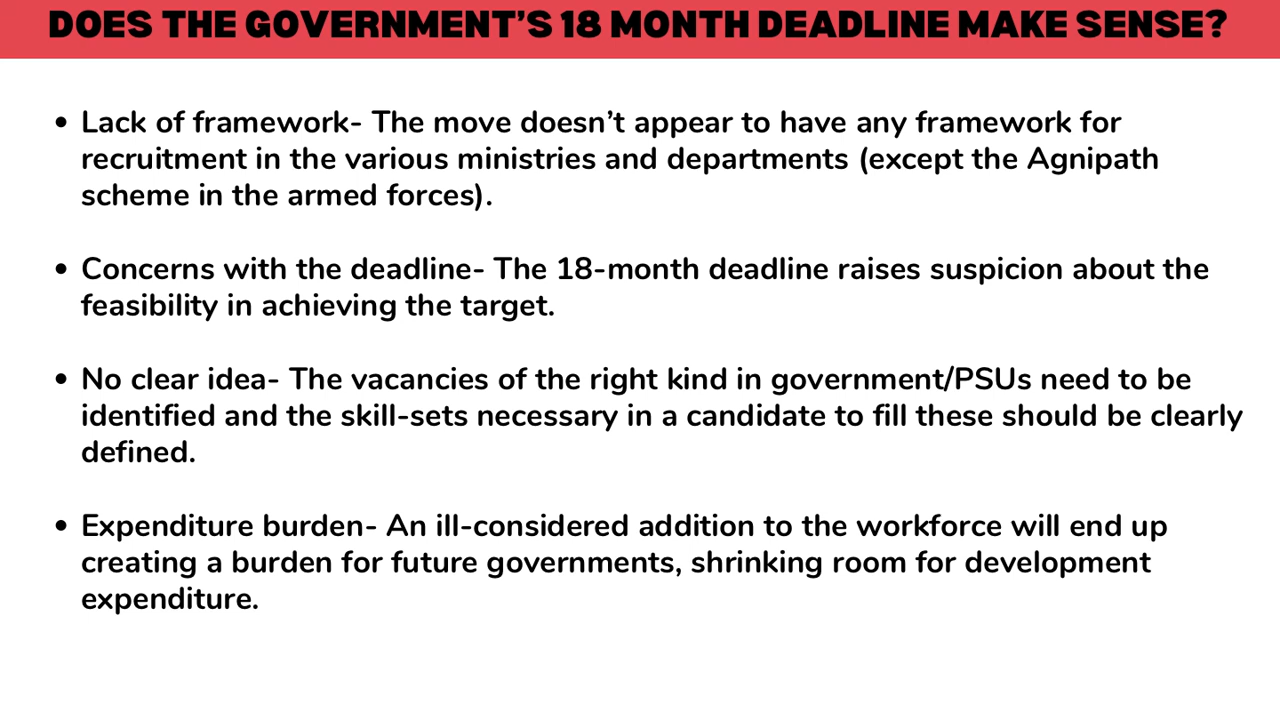 DOES THE GOVERNMENT'S 18 MONTH DEADLINE MAKE SENSE?
• Lack of framework- The move doesn't appear to have any framework for
recruitment in the various ministries and departments (except the Agnipath
scheme in the armed forces).
• Concerns with the deadline- The 18-month deadline raises suspicion about the
feasibility in achieving the target.
• No clear idea- The vacancies of the right kind in government/PSUs need to be
identified and the skill-sets necessary in a candidate to fill these should be clearly
defined.
• Expenditure burden- An ill-considered addition to the workforce will end up
creating a burden for future governments, shrinking room for development
expenditure.